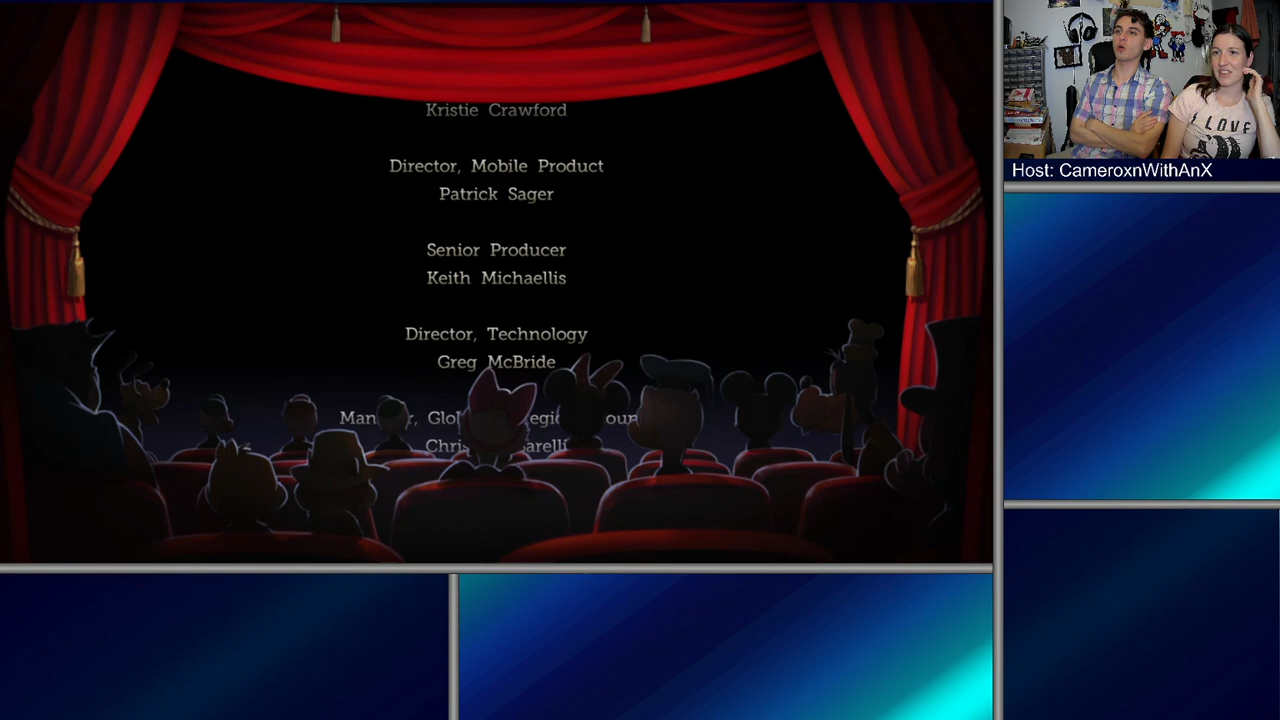 Kristie Crawford
Director, Mobile Product
Patrick Sager
Senior Producer
Keith Michaellis
Director, Technology
Greg McBride
I LOVE
Host: CameroxnWithAnX